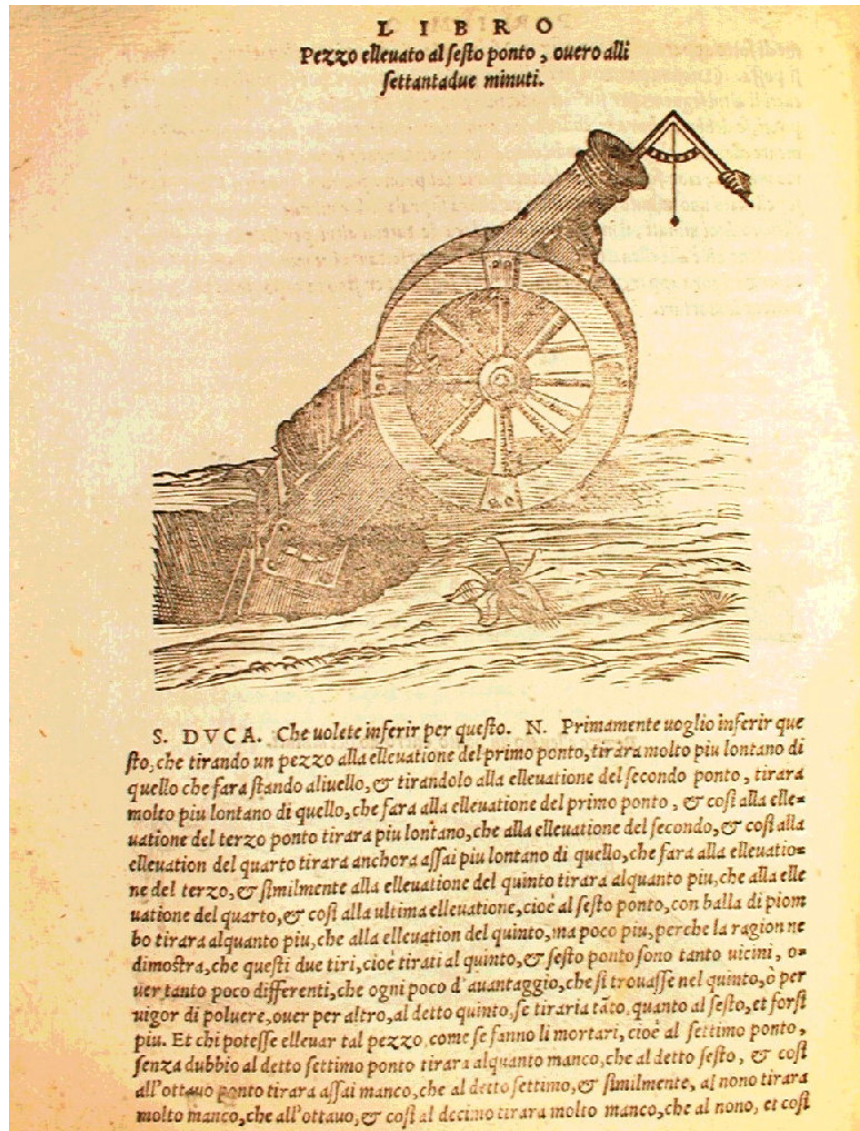 L I B R O
Pezzo elleuato al ſeſto ponto, ouero alli
ſettantadue minuti.
S. DVCA. Che uolete inferir per queſto. N. Primamente uoglio inferir que
ſto, che tirando un pezzo alla elleuatione del primo ponto, tirara molto piu lontano di
quello che fara ſtando aliuello, & tirandolo alla elleuatione del ſecondo ponto, tirara
molto piu lontano di quello, che fara alla elleuatione del primo ponto, & coſi alla elle=
uatione del terzo ponto tirara piu lontano, che alla elleuatione del ſecondo, & coſi alla
elleuation del quarto tirara anchora aſſai piu lontano di quello, che fara alla elleuatio=
ne del terzo, & ſimilmente alla elleuatione del quinto tirara alquanto piu, che alla elle
uatione del quarto, & coſi alla ultima elleuatione, cioè al ſeſto ponto, con balla di piom
bo tirara alquanto piu, che alla elleuation del quinto, ma poco piu, perche la ragion ne
dimoſtra, che queſti due tiri, cioè tirati al quinto, & ſeſto ponto ſono tanto uicini, o=
uer tanto poco differenti, che ogni poco d'auantaggio, che ſi trouaſſe nel quinto, ò per
uigor di poluere, ouer per altro, al detto quinto, ſe tiraria tāto, quanto al ſeſto, et forſi
piu. Et chi poteſſe elleuar tal pezzo, come ſe fanno li mortari, cioè al ſettimo ponto,
ſenza dubbio al detto ſettimo ponto tirara alquanto manco, che al detto ſeſto, & coſi
all'ottauo ponto tirara aſſai manco, che al detto ſettimo, & ſimilmente, al nono tirara
molto manco, che all'ottauo, & coſi al decimo tirara molto manco, che al nono, et coſi